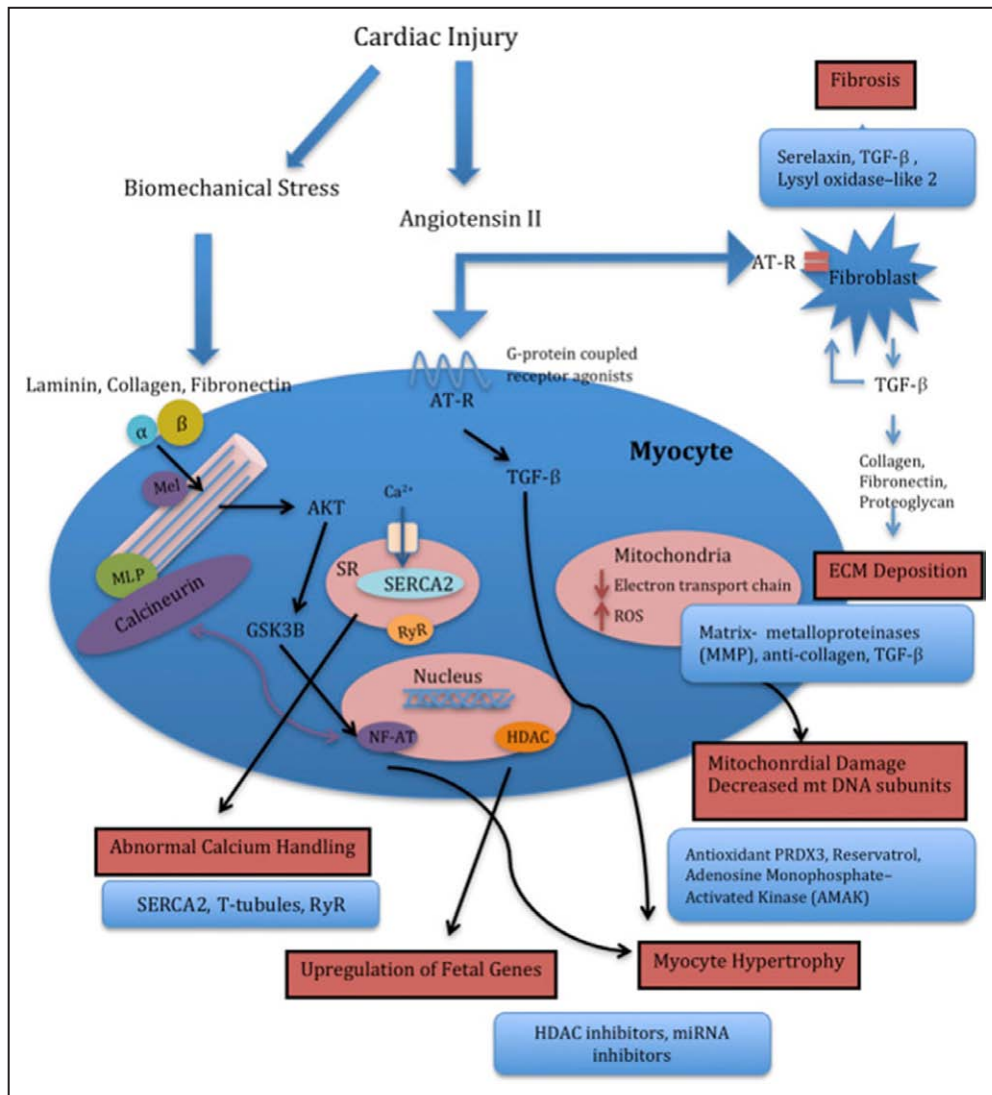 Cardiac Injury
Fibrosis
Serelaxin, TGF-β ,
Lysyl oxidase–like 2
Biomechanical Stress
Angiotensin II
AT-R
Fibroblast
G-protein coupled
receptor agonists
AT-R
TGF-β
Laminin, Collagen, Fibronectin
α
β
Myocyte
Collagen,
Fibronectin,
Proteoglycan
Mel
TGF-β
Ca²⁺
AKT
MLP
Calcineurin
SR
SERCA2
RyR
GSK3B
Mitochondria
Electron transport chain
ROS
ECM Deposition
Matrix- metalloproteinases
(MMP), anti-collagen, TGF-β
Nucleus
NF-AT
HDAC
Mitochonrdial Damage
Decreased mt DNA subunits
Abnormal Calcium Handling
SERCA2, T-tubules, RyR
Antioxidant PRDX3, Reservatrol,
Adenosine Monophosphate–
Activated Kinase (AMAK)
Upregulation of Fetal Genes
Myocyte Hypertrophy
HDAC inhibitors, miRNA
inhibitors